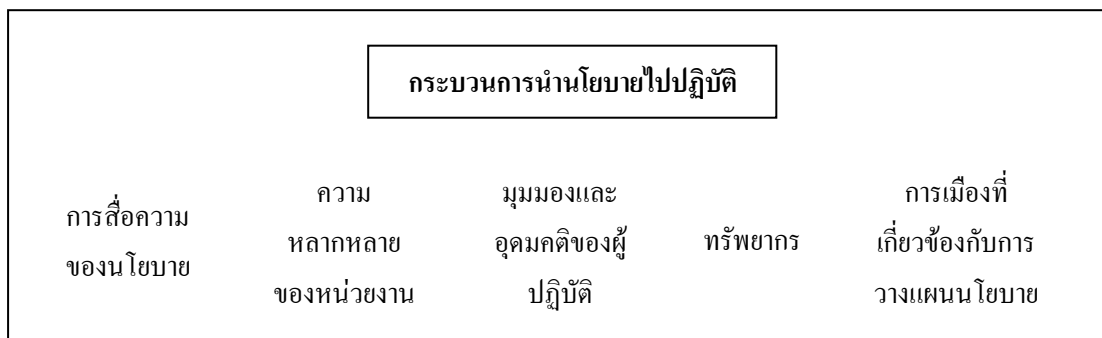 กระบวนการนำนโยบายไปปฏิบัติ
การสื่อความ
ของนโยบาย
ความ
หลากหลาย
ของหน่วยงาน
มุมมองและ
อุดมคติของผู้
ปฏิบัติ
ทรัพยากร
การเมืองที่
เกี่ยวข้องกับการ
วางแผนนโยบาย